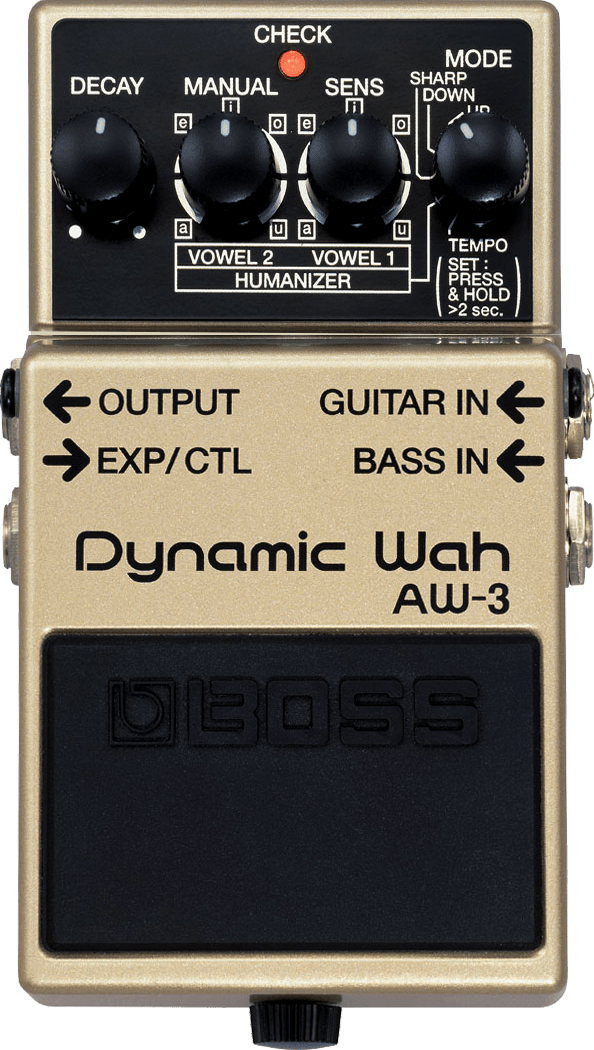 CHECK
DECAY MANUAL SENS MODE
SHARP
DOWN
UP
i i
e o e o
a u a u
VOWEL 2 VOWEL 1
HUMANIZER
TEMPO
(SET :
PRESS
& HOLD
>2 sec.)
OUTPUT GUITAR IN
EXP/CTL BASS IN
Dynamic Wah
AW-3
BOSS